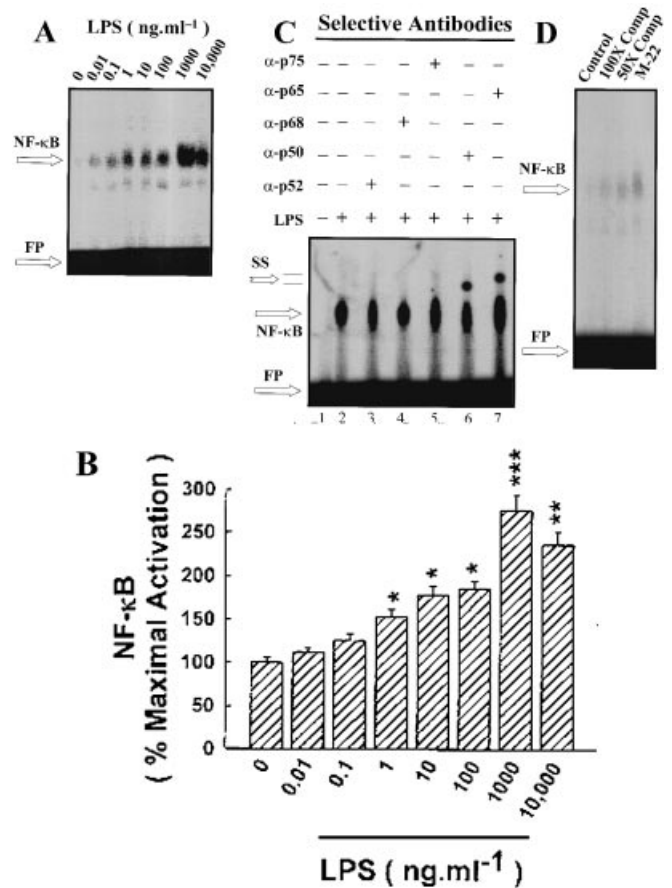 A
LPS (ng.ml⁻¹)
0 0.01 0.1 1 10 100 1000 10,000
NF-κB
FP
C
Selective Antibodies
α-p75 – – – – + – –
α-p65 – – – – – – +
α-p68 – – – + – – –
α-p50 – – – – – + –
α-p52 – – + – – – –
LPS – + + + + + +
SS
NF-κB
FP
1 2 3 4 5 6 7
D
Control
100X Comp
50X Comp
M-22
NF-κB
FP
B
NF-κB
( % Maximal Activation )
300
250
200
150
100
50
0
* * * *** **
0 0.01 0.1 1 10 100 1000 10,000
LPS ( ng.ml⁻¹ )